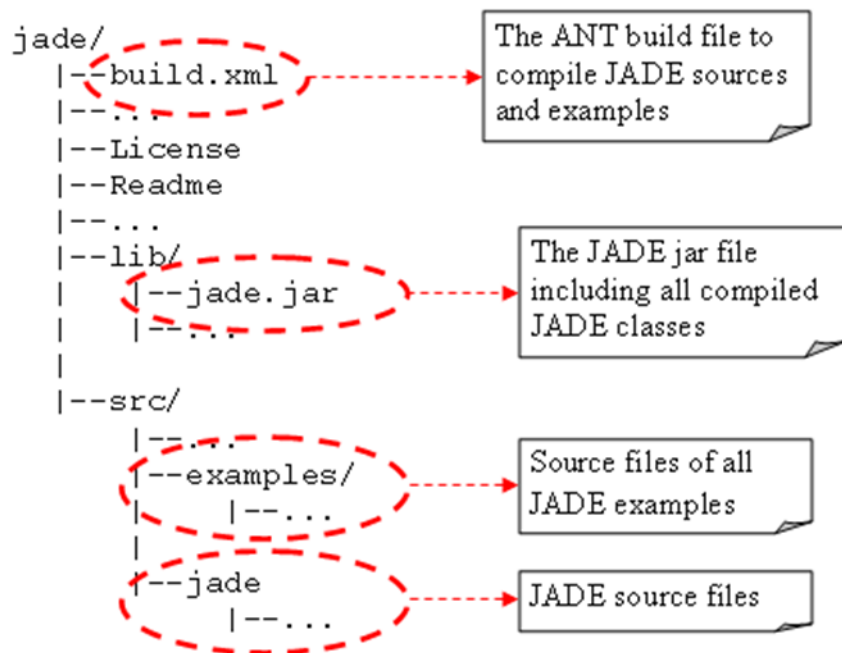 jade/
|--build.xml
|--...
|--License
|--Readme
|--...
|--lib/
|--jade.jar
|--...
|--src/
|--...
|--examples/
|--...
|--jade
|--...
The ANT build file to
compile JADE sources
and examples
The JADE jar file
including all compiled
JADE classes
Source files of all
JADE examples
JADE source files